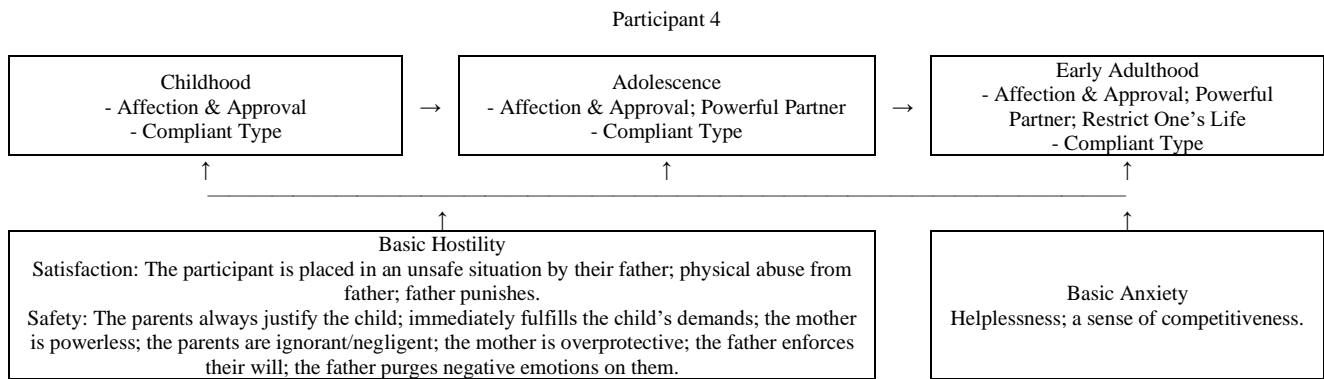 Participant 4
Childhood
- Affection & Approval
- Compliant Type
→
Adolescence
- Affection & Approval; Powerful Partner
- Compliant Type
→
Early Adulthood
- Affection & Approval; Powerful
Partner; Restrict One’s Life
- Compliant Type
↑ ↑ ↑
↑ ↑
Basic Hostility
Satisfaction: The participant is placed in an unsafe situation by their father; physical abuse from
father; father punishes.
Safety: The parents always justify the child; immediately fulfills the child’s demands; the mother
is powerless; the parents are ignorant/negligent; the mother is overprotective; the father enforces
their will; the father purges negative emotions on them.
Basic Anxiety
Helplessness; a sense of competitiveness.